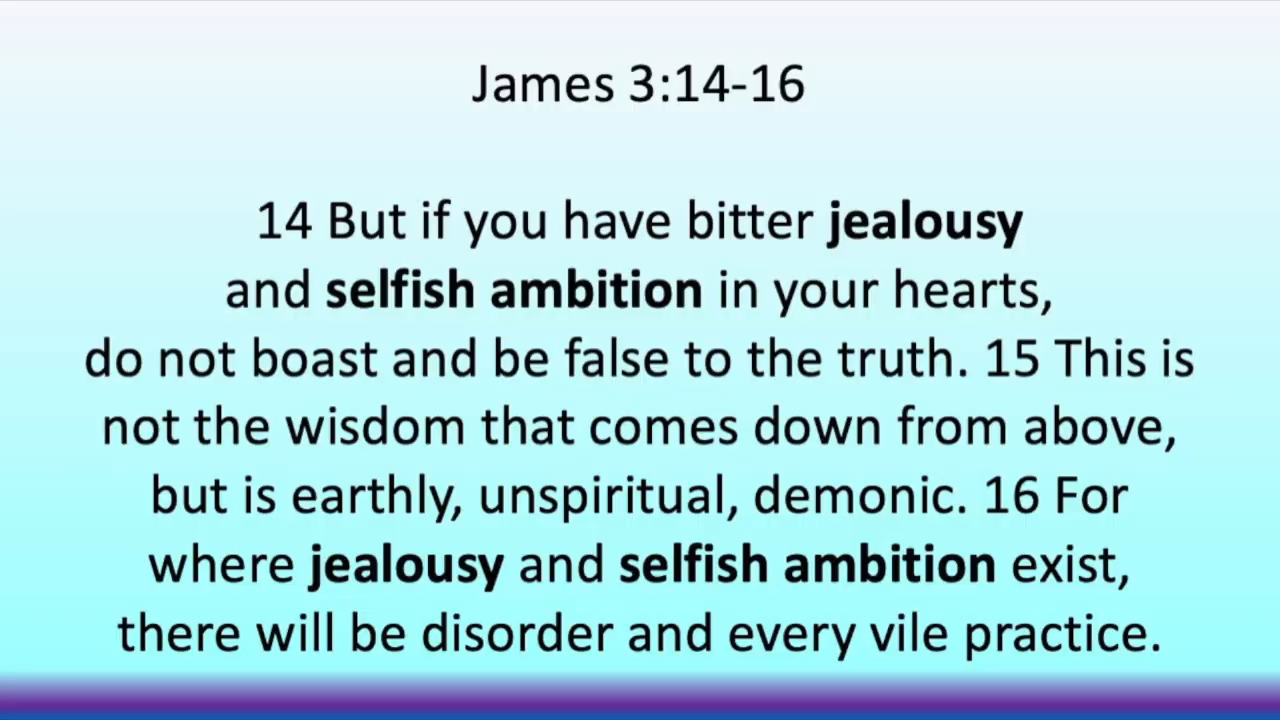 James 3:14-16
14 But if you have bitter jealousy
and selfish ambition in your hearts,
do not boast and be false to the truth. 15 This is
not the wisdom that comes down from above,
but is earthly, unspiritual, demonic. 16 For
where jealousy and selfish ambition exist,
there will be disorder and every vile practice.